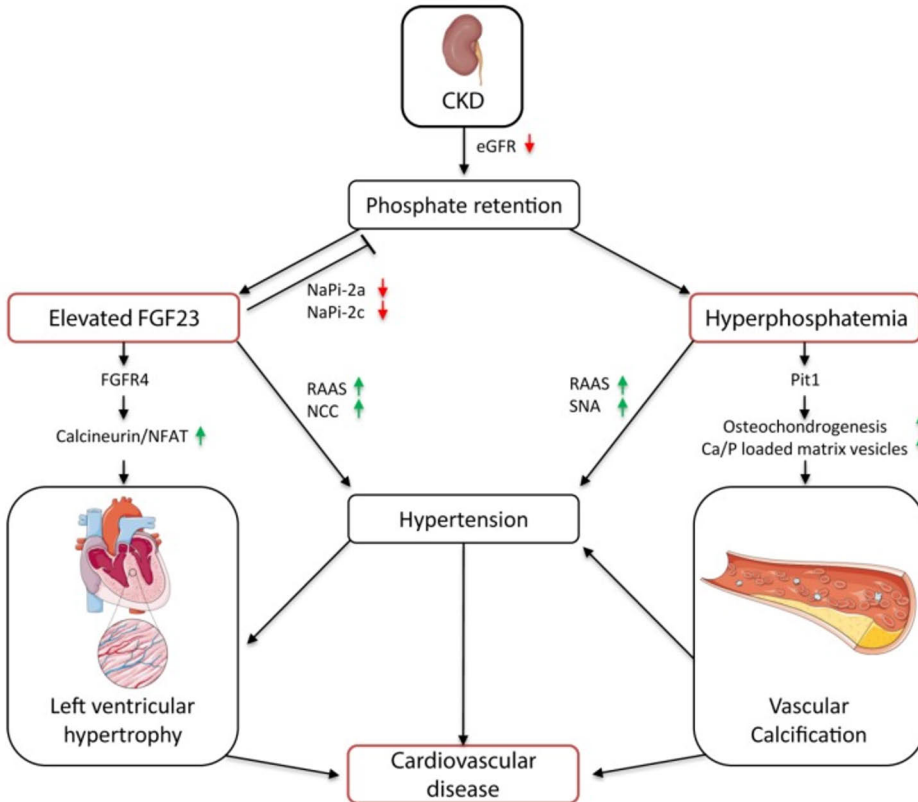 CKD
eGFR
Phosphate retention
NaPi-2a
NaPi-2c
Elevated FGF23
Hyperphosphatemia
FGFR4
RAAS
NCC
RAAS
SNA
Pit1
Calcineurin/NFAT
Osteochondrogenesis
Ca/P loaded matrix vesicles
Hypertension
Left ventricular
hypertrophy
Vascular
Calcification
Cardiovascular
disease